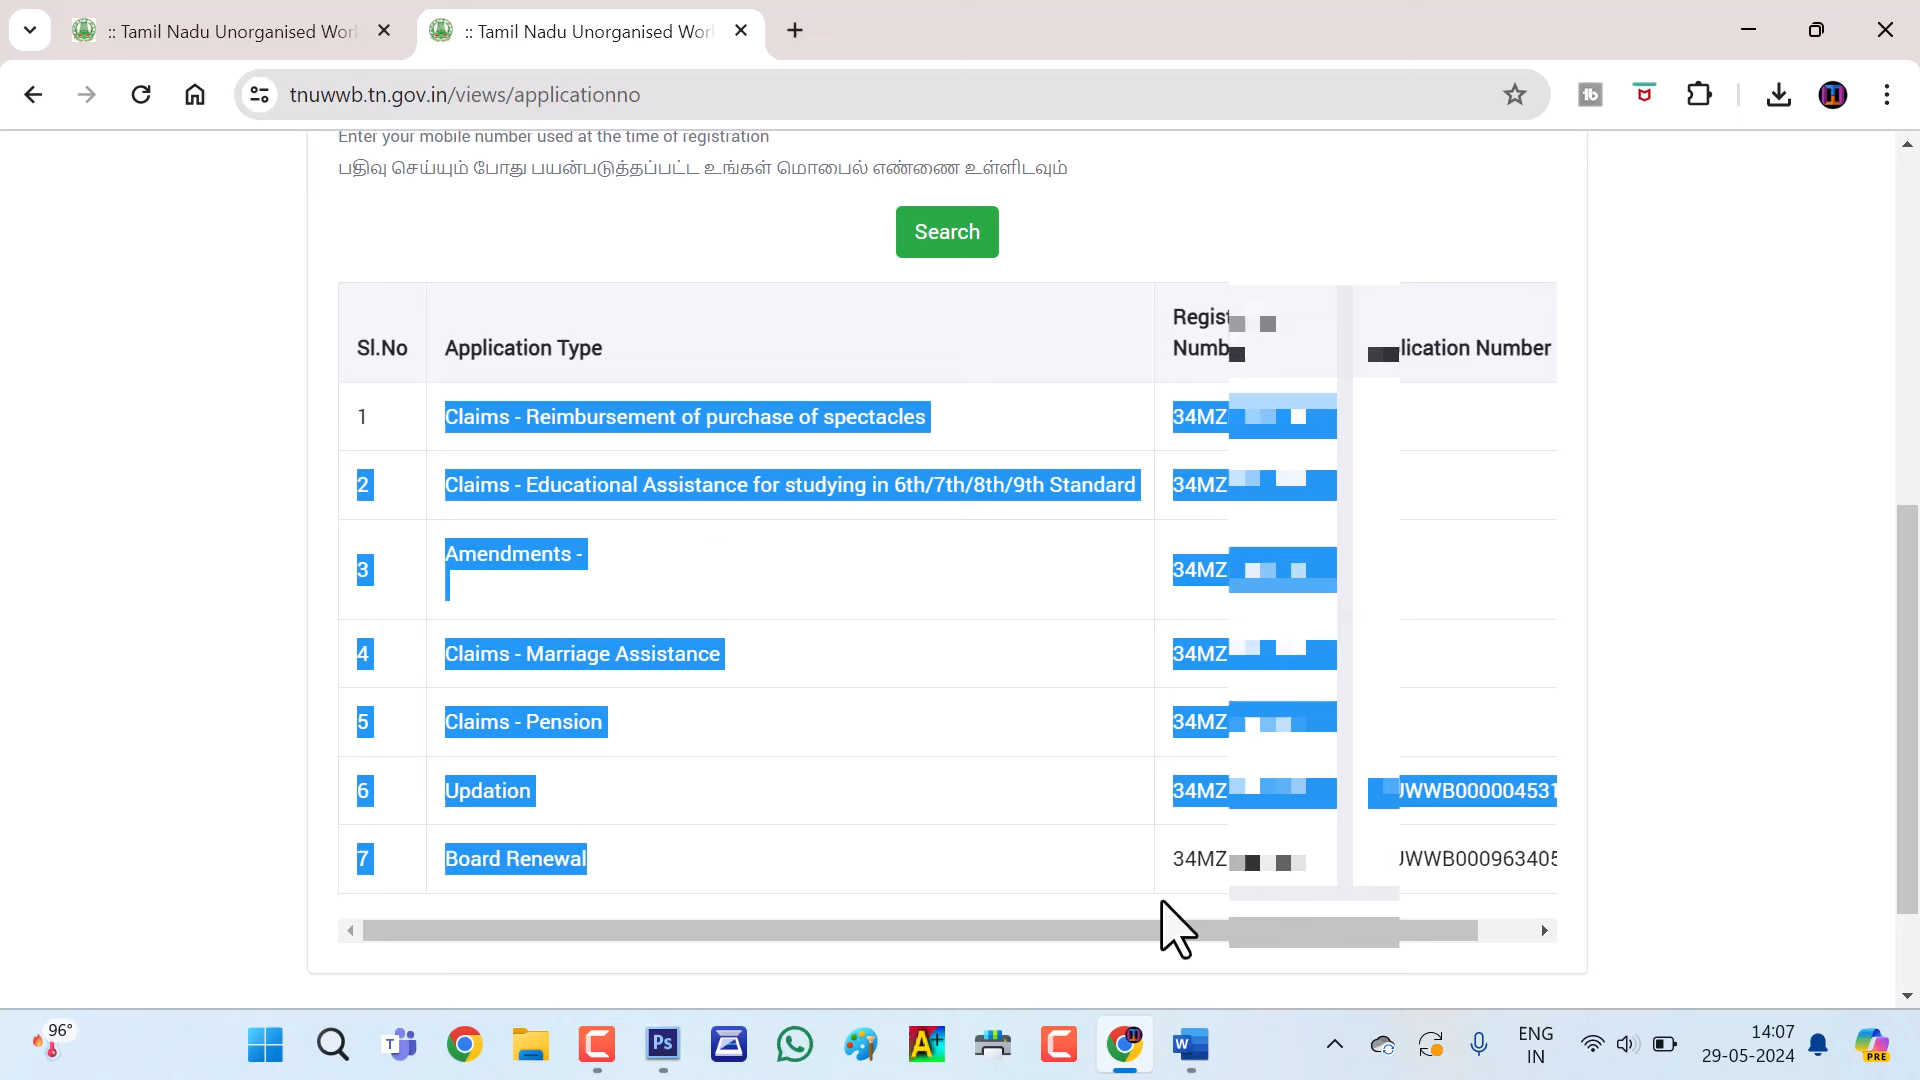 :: Tamil Nadu Unorganised Wor
:: Tamil Nadu Unorganised Wor
tnuwwb.tn.gov.in/views/applicationno
Enter your mobile number used at the time of registration
பதிவு செய்யும் போது பயன்படுத்தப்பட்ட உங்கள் மொபைல் எண்ணை உள்ளிடவும்
Search
Sl.No Application Type Regist Numb lication Number
1 Claims - Reimbursement of purchase of spectacles 34MZ
2 Claims - Educational Assistance for studying in 6th/7th/8th/9th Standard 34MZ
3 Amendments - 34MZ
4 Claims - Marriage Assistance 34MZ
5 Claims - Pension 34MZ
6 Updation 34MZ JWWB000004531
7 Board Renewal 34MZ JWWB000963405
96°
ENG
IN
14:07
29-05-2024